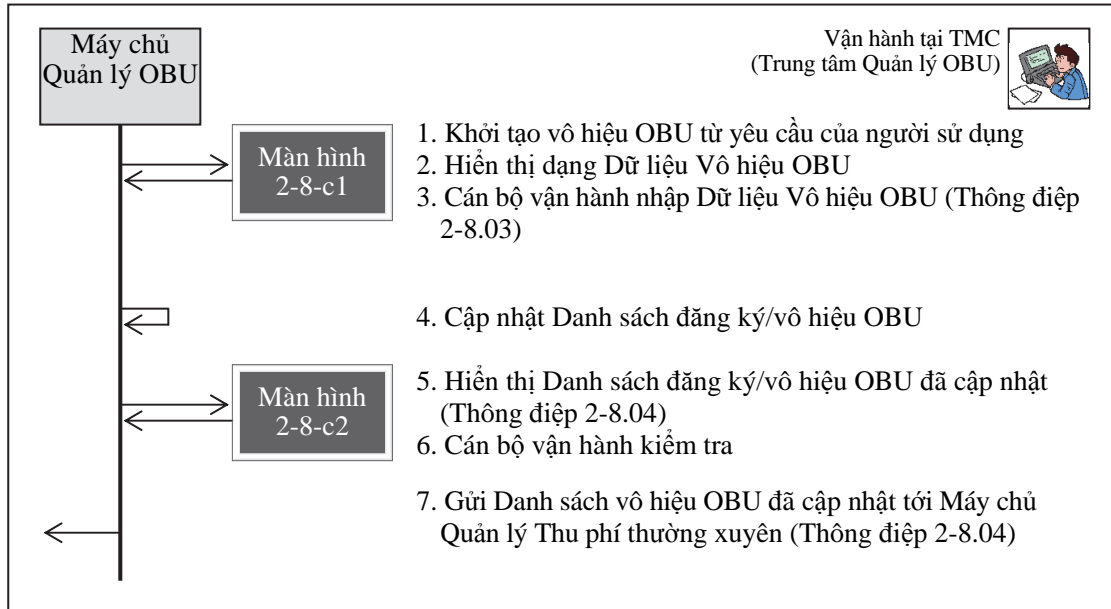 Máy chủ
Quản lý OBU
Vận hành tại TMC
(Trung tâm Quản lý OBU)
Màn hình
2-8-c1
1. Khởi tạo vô hiệu OBU từ yêu cầu của người sử dụng
2. Hiển thị dạng Dữ liệu Vô hiệu OBU
3. Cán bộ vận hành nhập Dữ liệu Vô hiệu OBU (Thông điệp
2-8.03)
4. Cập nhật Danh sách đăng ký/vô hiệu OBU
Màn hình
2-8-c2
5. Hiển thị Danh sách đăng ký/vô hiệu OBU đã cập nhật
(Thông điệp 2-8.04)
6. Cán bộ vận hành kiểm tra
7. Gửi Danh sách vô hiệu OBU đã cập nhật tới Máy chủ
Quản lý Thu phí thường xuyên (Thông điệp 2-8.04)